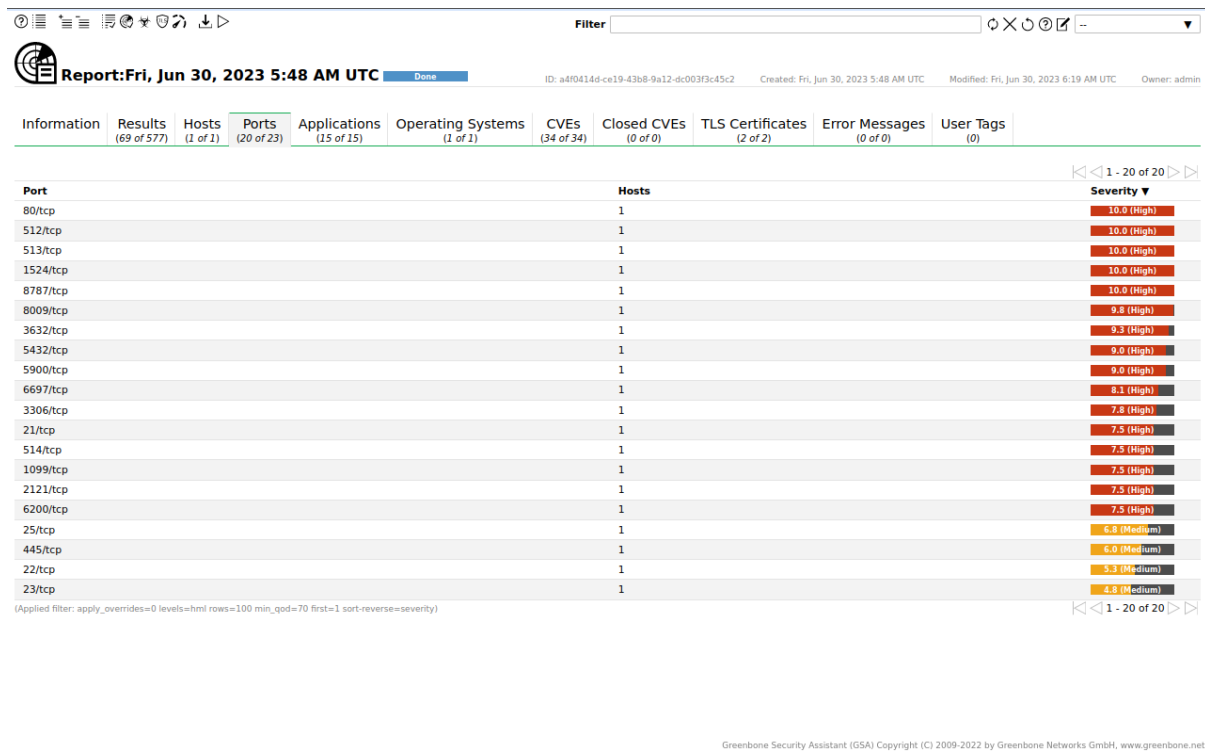 Filter
--
Report:Fri, Jun 30, 2023 5:48 AM UTC Done ID: a4f0414d-ce19-43b8-9a12-dc003f3c45c2 Created: Fri, Jun 30, 2023 5:48 AM UTC Modified: Fri, Jun 30, 2023 6:19 AM UTC Owner: admin
Information Results Hosts Ports Applications Operating Systems CVEs Closed CVEs TLS Certificates Error Messages User Tags
(69 of 577) (1 of 1) (20 of 23) (15 of 15) (1 of 1) (34 of 34) (0 of 0) (2 of 2) (0 of 0) (0)
1 - 20 of 20
Port Hosts Severity ▼
80/tcp 1 10.0 (High)
512/tcp 1 10.0 (High)
513/tcp 1 10.0 (High)
1524/tcp 1 10.0 (High)
8787/tcp 1 10.0 (High)
8009/tcp 1 9.8 (High)
3632/tcp 1 9.3 (High)
5432/tcp 1 9.0 (High)
5900/tcp 1 9.0 (High)
6697/tcp 1 8.1 (High)
3306/tcp 1 7.8 (High)
21/tcp 1 7.5 (High)
514/tcp 1 7.5 (High)
1099/tcp 1 7.5 (High)
2121/tcp 1 7.5 (High)
6200/tcp 1 7.5 (High)
25/tcp 1 6.8 (Medium)
445/tcp 1 6.0 (Medium)
22/tcp 1 5.3 (Medium)
23/tcp 1 4.8 (Medium)
(Applied filter: apply_overrides=0 levels=hml rows=100 min_qod=70 first=1 sort-reverse=severity) 1 - 20 of 20
Greenbone Security Assistant (GSA) Copyright (C) 2009-2022 by Greenbone Networks GmbH, www.greenbone.net